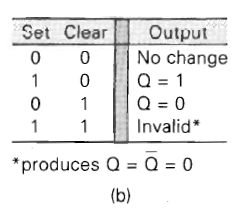 Set Clear Output
0 0 No change
1 0 Q = 1
0 1 Q = 0
1 1 Invalid*
*produces Q = Q̅ = 0
(b)